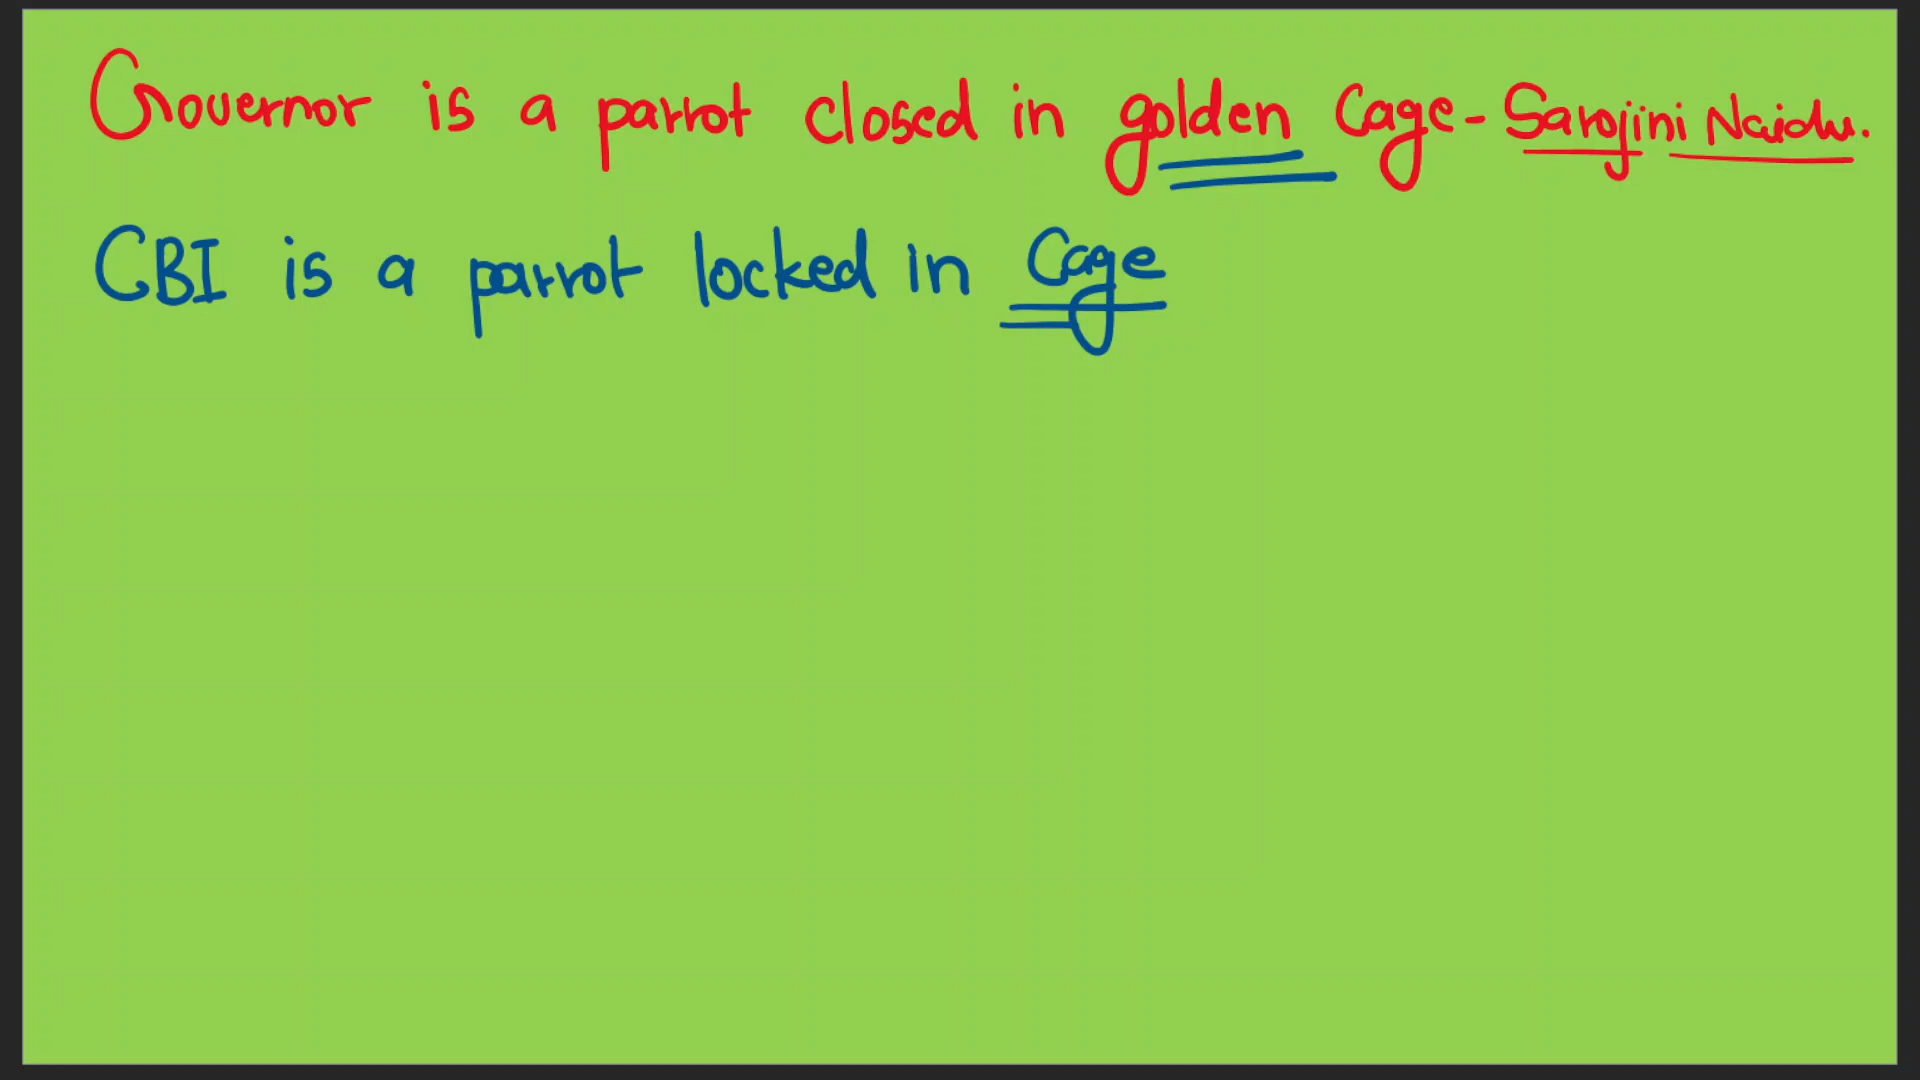 Governor is a parrot closed in golden Cage - Sarojini Naidu.
CBI is a parrot locked in Cage